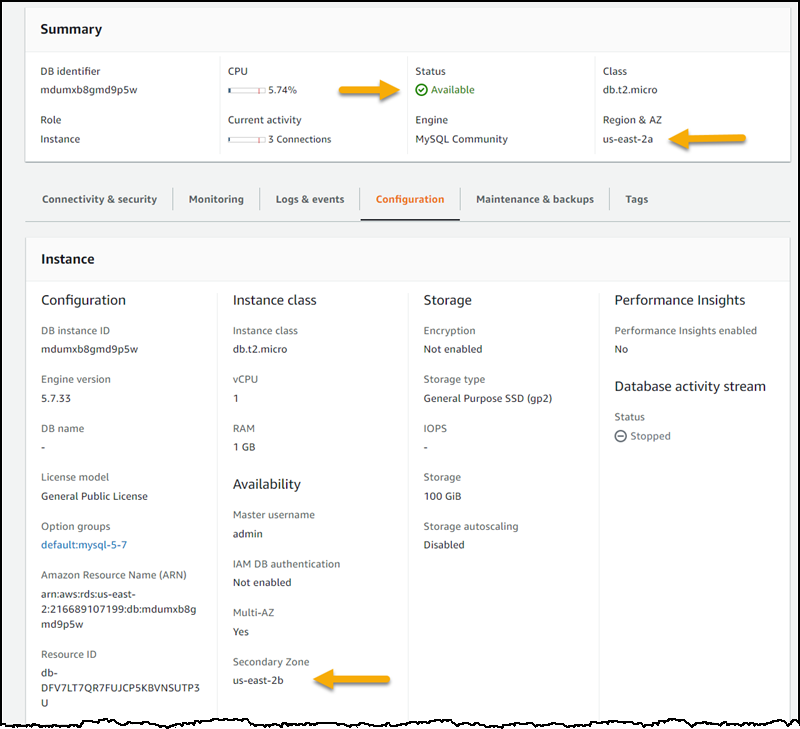 Summary
DB identifier
mdumxb8gmd9p5w
CPU
5.74%
Status
Available
Class
db.t2.micro
Role
Instance
Current activity
3 Connections
Engine
MySQL Community
Region & AZ
us-east-2a
Connectivity & security
Monitoring
Logs & events
Configuration
Maintenance & backups
Tags
Instance
Configuration
DB instance ID
mdumxb8gmd9p5w
Engine version
5.7.33
DB name
-
License model
General Public License
Option groups
default:mysql-5-7
Amazon Resource Name (ARN)
arn:aws:rds:us-east-
2:216689107199:db:mdumxb8g
md9p5w
Resource ID
db-
DFV7LT7QR7FUJCP5KBVNSUTP3
U
Instance class
Instance class
db.t2.micro
vCPU
1
RAM
1 GB
Availability
Master username
admin
IAM DB authentication
Not enabled
Multi-AZ
Yes
Secondary Zone
us-east-2b
Storage
Encryption
Not enabled
Storage type
General Purpose SSD (gp2)
IOPS
-
Storage
100 GiB
Storage autoscaling
Disabled
Performance Insights
Performance Insights enabled
No
Database activity stream
Status
Stopped